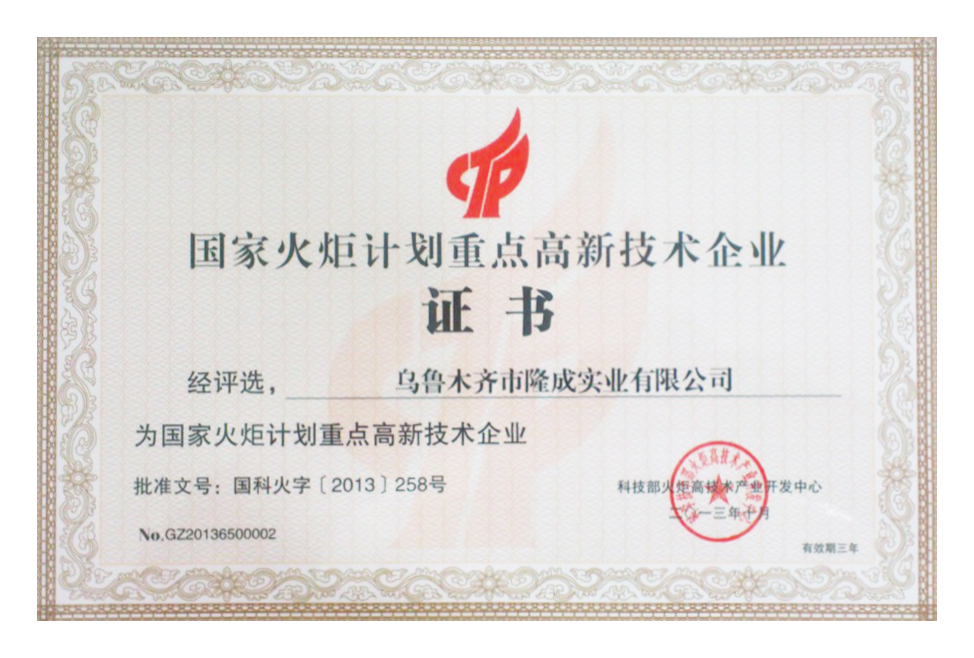 国家火炬计划重点高新技术企业
证书
经评选，乌鲁木齐市隆成实业有限公司
为国家火炬计划重点高新技术企业
批准文号：国科火字〔2013〕258号
科技部火炬高技术产业开发中心
二〇一三年十月
No.GZ20136500002
有效期三年